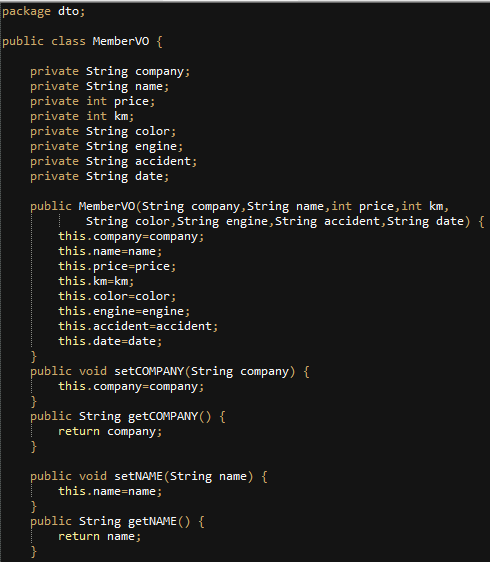 package dto;
public class MemberVO {
private String company;
private String name;
private int price;
private int km;
private String color;
private String engine;
private String accident;
private String date;
public MemberVO(String company,String name,int price,int km,
String color,String engine,String accident,String date) {
this.company=company;
this.name=name;
this.price=price;
this.km=km;
this.color=color;
this.engine=engine;
this.accident=accident;
this.date=date;
}
public void setCOMPANY(String company) {
this.company=company;
}
public String getCOMPANY() {
return company;
}
public void setNAME(String name) {
this.name=name;
}
public String getNAME() {
return name;
}